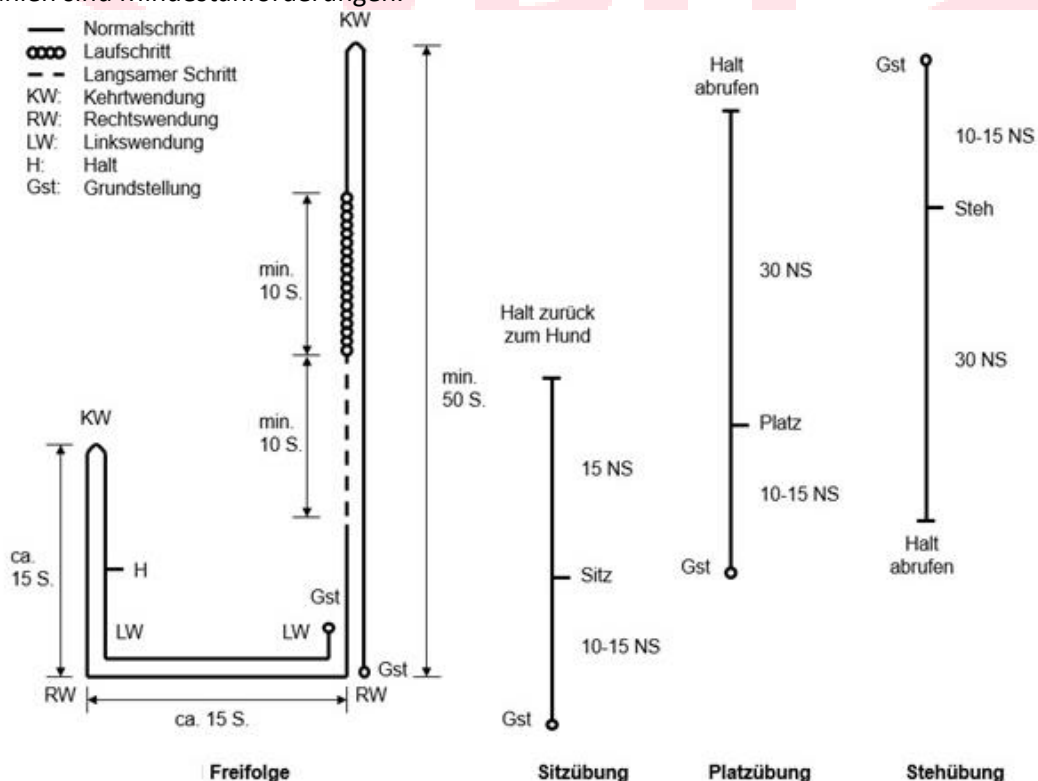 Normalschritt
Laufschritt
Langsamer Schritt
KW: Kehrtwendung
RW: Rechtswendung
LW: Linkswendung
H: Halt
Gst: Grundstellung
KW
min.
10 S.
min.
10 S.
min.
50 S.
KW
ca.
15 S.
H
Gst
LW
LW
Gst
RW
RW
ca. 15 S.
Freifolge
Halt zurück
zum Hund
15 NS
Sitz
10-15 NS
Gst
Sitzübung
Halt
abrufen
30 NS
Platz
10-15 NS
Gst
Platzübung
Gst
10-15 NS
Steh
30 NS
Halt
abrufen
Stehübung